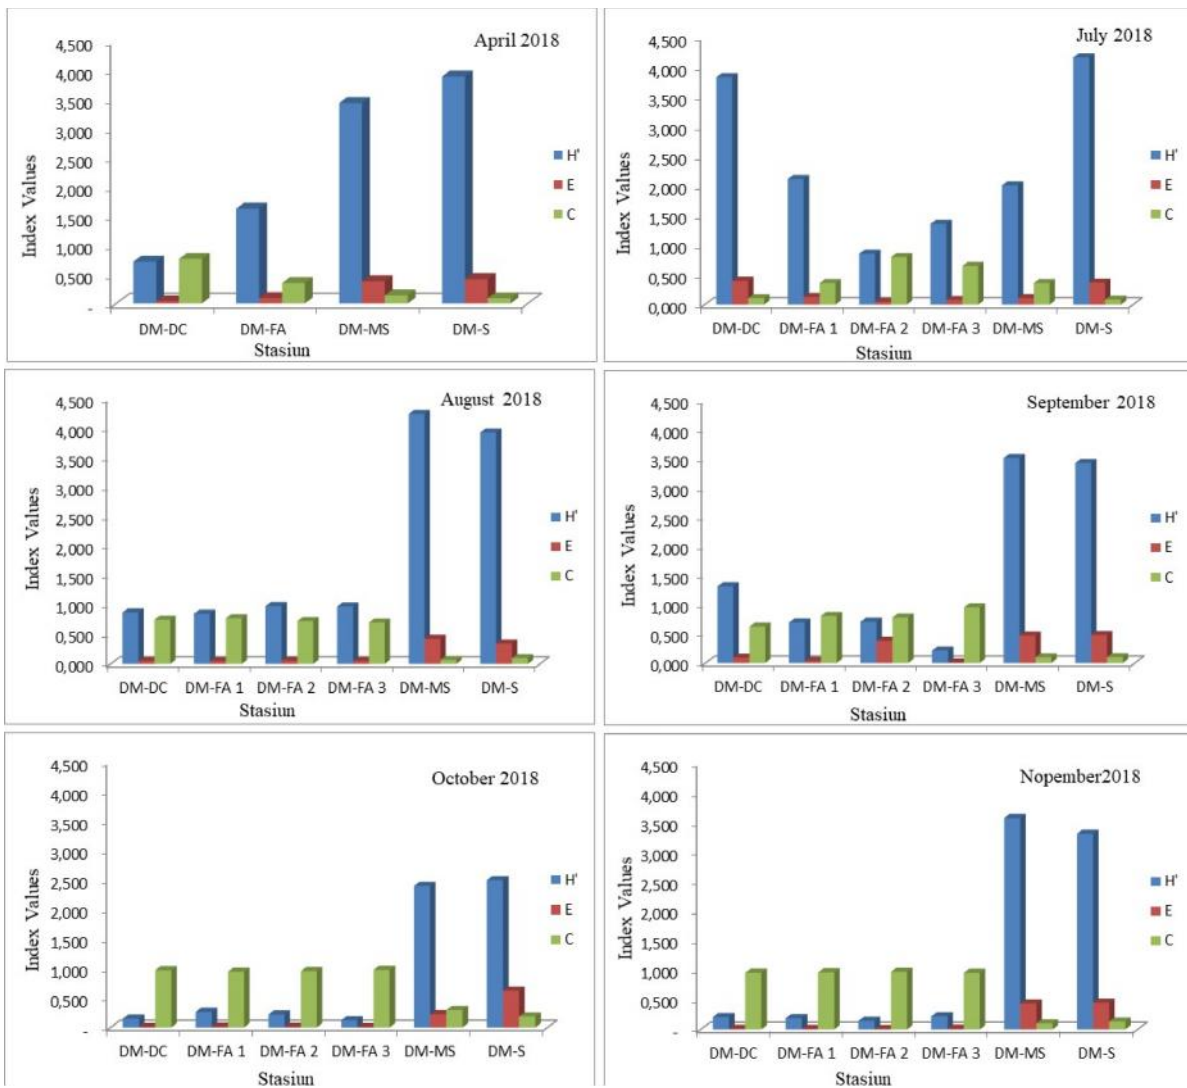 April 2018
4,500
4,000
3,500
3,000
2,500
2,000
1,500
1,000
0,500
-
Index Values
H'
E
C
DM-DC DM-FA DM-MS DM-S
Stasiun
July 2018
4,500
4,000
3,500
3,000
2,500
2,000
1,500
1,000
0,500
0,000
Index Values
H'
E
C
DM-DC DM-FA 1 DM-FA 2 DM-FA 3 DM-MS DM-S
Stasiun
August 2018
4,500
4,000
3,500
3,000
2,500
2,000
1,500
1,000
0,500
0,000
Index Values
H'
E
C
DM-DC DM-FA 1 DM-FA 2 DM-FA 3 DM-MS DM-S
Stasiun
September 2018
4,500
4,000
3,500
3,000
2,500
2,000
1,500
1,000
0,500
0,000
Index Values
H'
E
C
DM-DC DM-FA 1 DM-FA 2 DM-FA 3 DM-MS DM-S
Stasiun
October 2018
4,500
4,000
3,500
3,000
2,500
2,000
1,500
1,000
0,500
-
Index Values
H'
E
C
DM-DC DM-FA 1 DM-FA 2 DM-FA 3 DM-MS DM-S
Stasiun
Nopember2018
4,500
4,000
3,500
3,000
2,500
2,000
1,500
1,000
0,500
-
Index Values
H'
E
C
DM-DC DM-FA 1 DM-FA 2 DM-FA 3 DM-MS DM-S
Stasiun